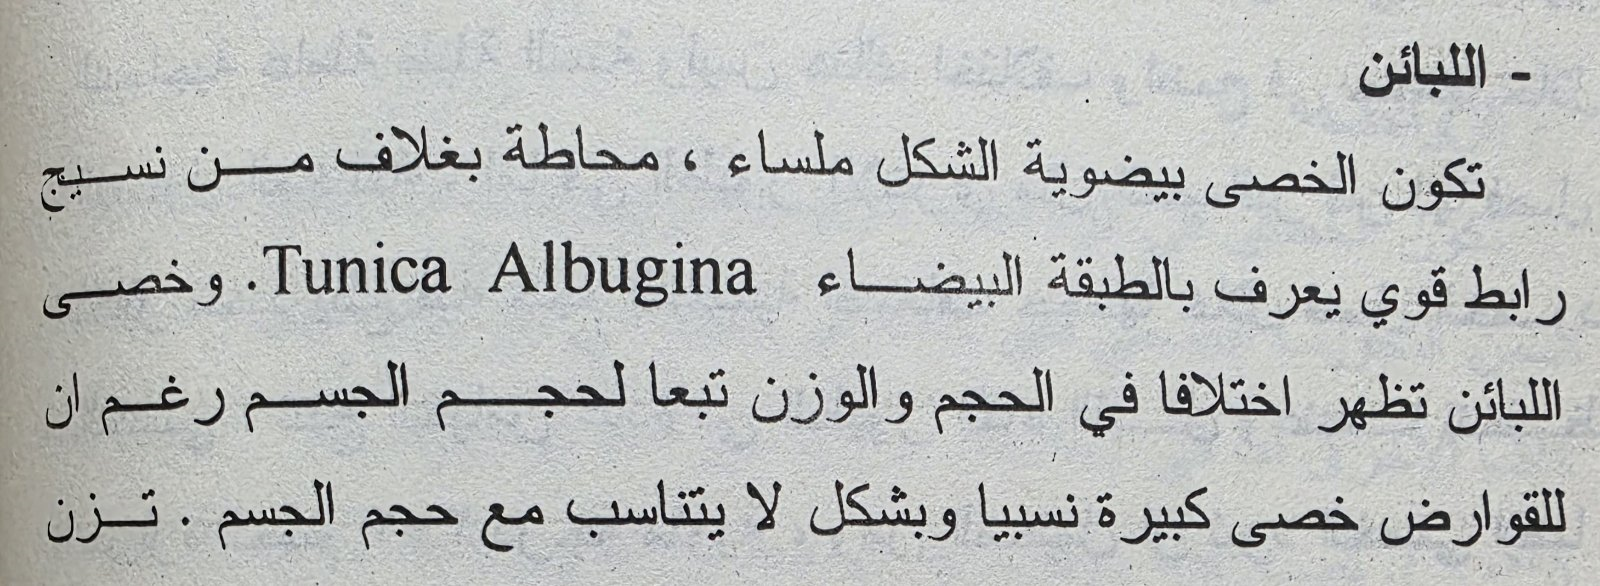 - اللبائن
تكون الخصى بيضوية الشكل ملساء ، محاطة بغلاف من نسيج
رابط قوي يعرف بالطبقة البيضاء Tunica Albugina. وخصى
اللبائن تظهر اختلافا في الحجم والوزن تبعا لحجم الجسم رغم ان
للقوارض خصى كبيرة نسبيا وبشكل لا يتناسب مع حجم الجسم . تزن